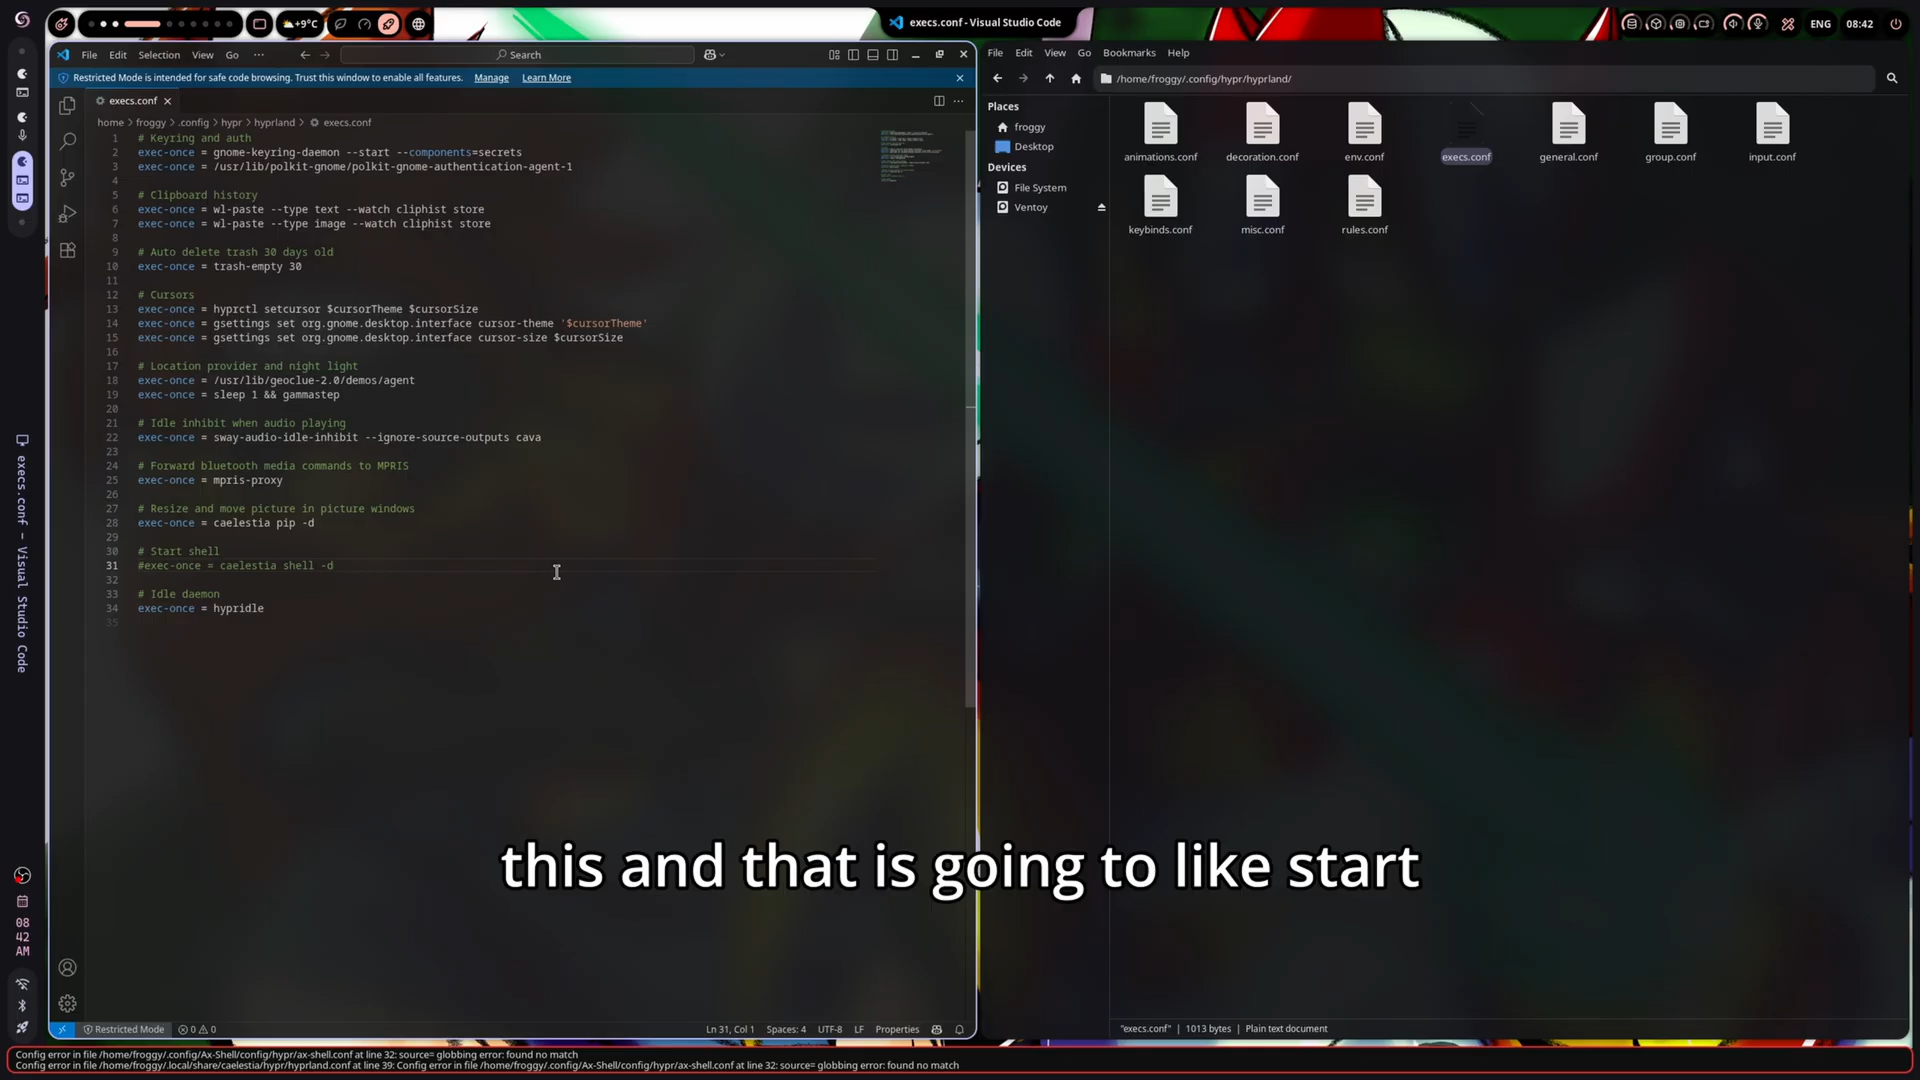 +9°C
execs.conf - Visual Studio Code
ENG
08:42
File Edit Selection View Go ···
Search
Restricted Mode is intended for safe code browsing. Trust this window to enable all features. Manage Learn More
execs.conf
home > froggy > .config > hypr > hyprland > execs.conf
1 # Keyring and auth
2 exec-once = gnome-keyring-daemon --start --components=secrets
3 exec-once = /usr/lib/polkit-gnome/polkit-gnome-authentication-agent-1
4
5 # Clipboard history
6 exec-once = wl-paste --type text --watch cliphist store
7 exec-once = wl-paste --type image --watch cliphist store
8
9 # Auto delete trash 30 days old
10 exec-once = trash-empty 30
11
12 # Cursors
13 exec-once = hyprctl setcursor $cursorTheme $cursorSize
14 exec-once = gsettings set org.gnome.desktop.interface cursor-theme '$cursorTheme'
15 exec-once = gsettings set org.gnome.desktop.interface cursor-size $cursorSize
16
17 # Location provider and night light
18 exec-once = /usr/lib/geoclue-2.0/demos/agent
19 exec-once = sleep 1 && gammastep
20
21 # Idle inhibit when audio playing
22 exec-once = sway-audio-idle-inhibit --ignore-source-outputs cava
23
24 # Forward bluetooth media commands to MPRIS
25 exec-once = mpris-proxy
26
27 # Resize and move picture in picture windows
28 exec-once = caelestia pip -d
29
30 # Start shell
31 #exec-once = caelestia shell -d
32
33 # Idle daemon
34 exec-once = hypridle
35
Restricted Mode 0 0
Ln 31, Col 1 Spaces: 4 UTF-8 LF Properties
execs.conf - Visual Studio Code
08
42
AM
File Edit View Go Bookmarks Help
/home/froggy/.config/hypr/hyprland/
Places
froggy
Desktop
Devices
File System
Ventoy
animations.conf decoration.conf env.conf execs.conf general.conf group.conf input.conf
keybinds.conf misc.conf rules.conf
"execs.conf" | 1013 bytes | Plain text document
this and that is going to like start
Config error in file /home/froggy/.config/Ax-Shell/config/hypr/ax-shell.conf at line 32: source= globbing error: found no match
Config error in file /home/froggy/.local/share/caelestia/hypr/hyprland.conf at line 39: Config error in file /home/froggy/.config/Ax-Shell/config/hypr/ax-shell.conf at line 32: source= globbing error: found no match